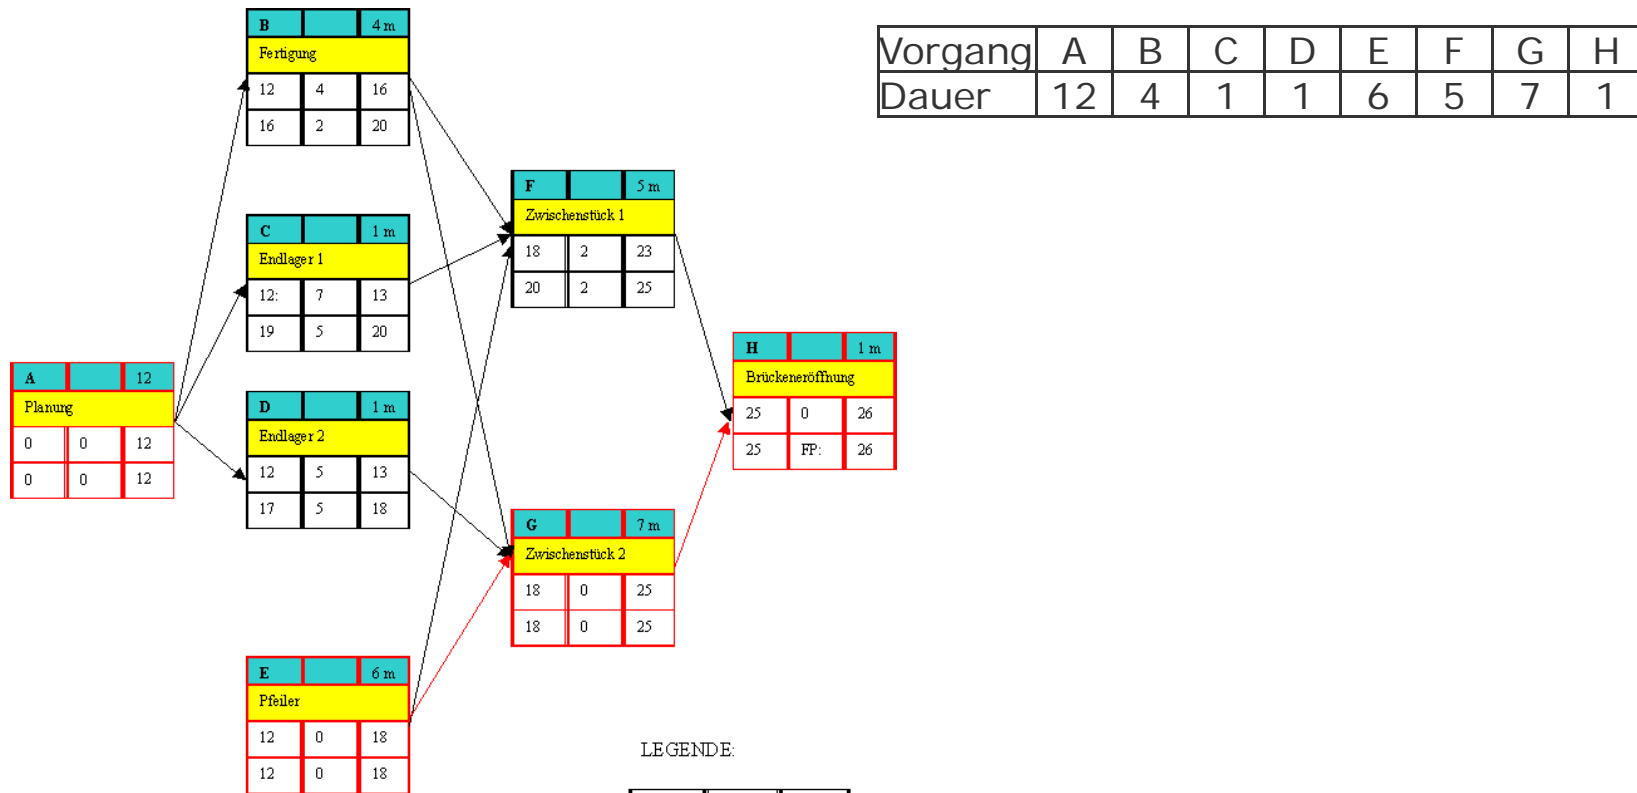 Vorgang A B C D E F G H
Dauer 12 4 1 1 6 5 7 1
B 4 m
Fertigung
12 4 16
16 2 20
C 1 m
Endlager 1
12: 7 13
19 5 20
D 1 m
Endlager 2
12 5 13
17 5 18
A 12
Planung
0 0 12
0 0 12
E 6 m
Pfeiler
12 0 18
12 0 18
F 5 m
Zwischenstück 1
18 2 23
20 2 25
G 7 m
Zwischenstück 2
18 0 25
18 0 25
H 1 m
Brückeneröffnung
25 0 26
25 FP: 26
LEGENDE: